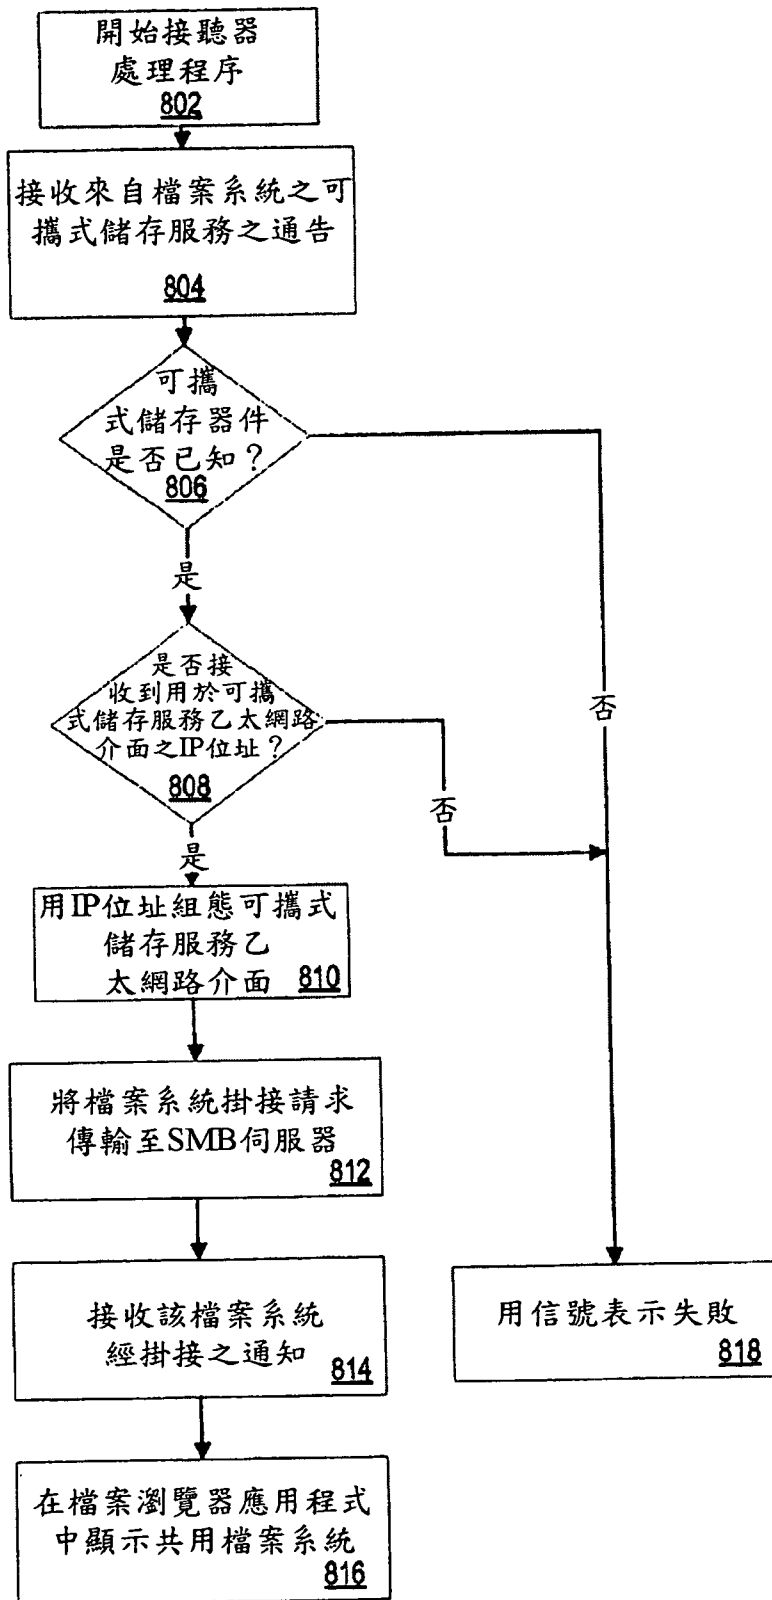 開始接聽器
處理程序
802
接收來自檔案系統之可
攜式儲存服務之通告
804
可攜
式儲存器件
是否已知？
806
是
是否接
收到用於可攜
式儲存服務乙太網路
介面之IP位址？
808
否
否
是
用IP位址組態可攜式
儲存服務乙
太網路介面 810
將檔案系統掛接請求
傳輸至SMB伺服器
812
接收該檔案系統
經掛接之通知
814
用信號表示失敗
818
在檔案瀏覽器應用程式
中顯示共用檔案系統
816